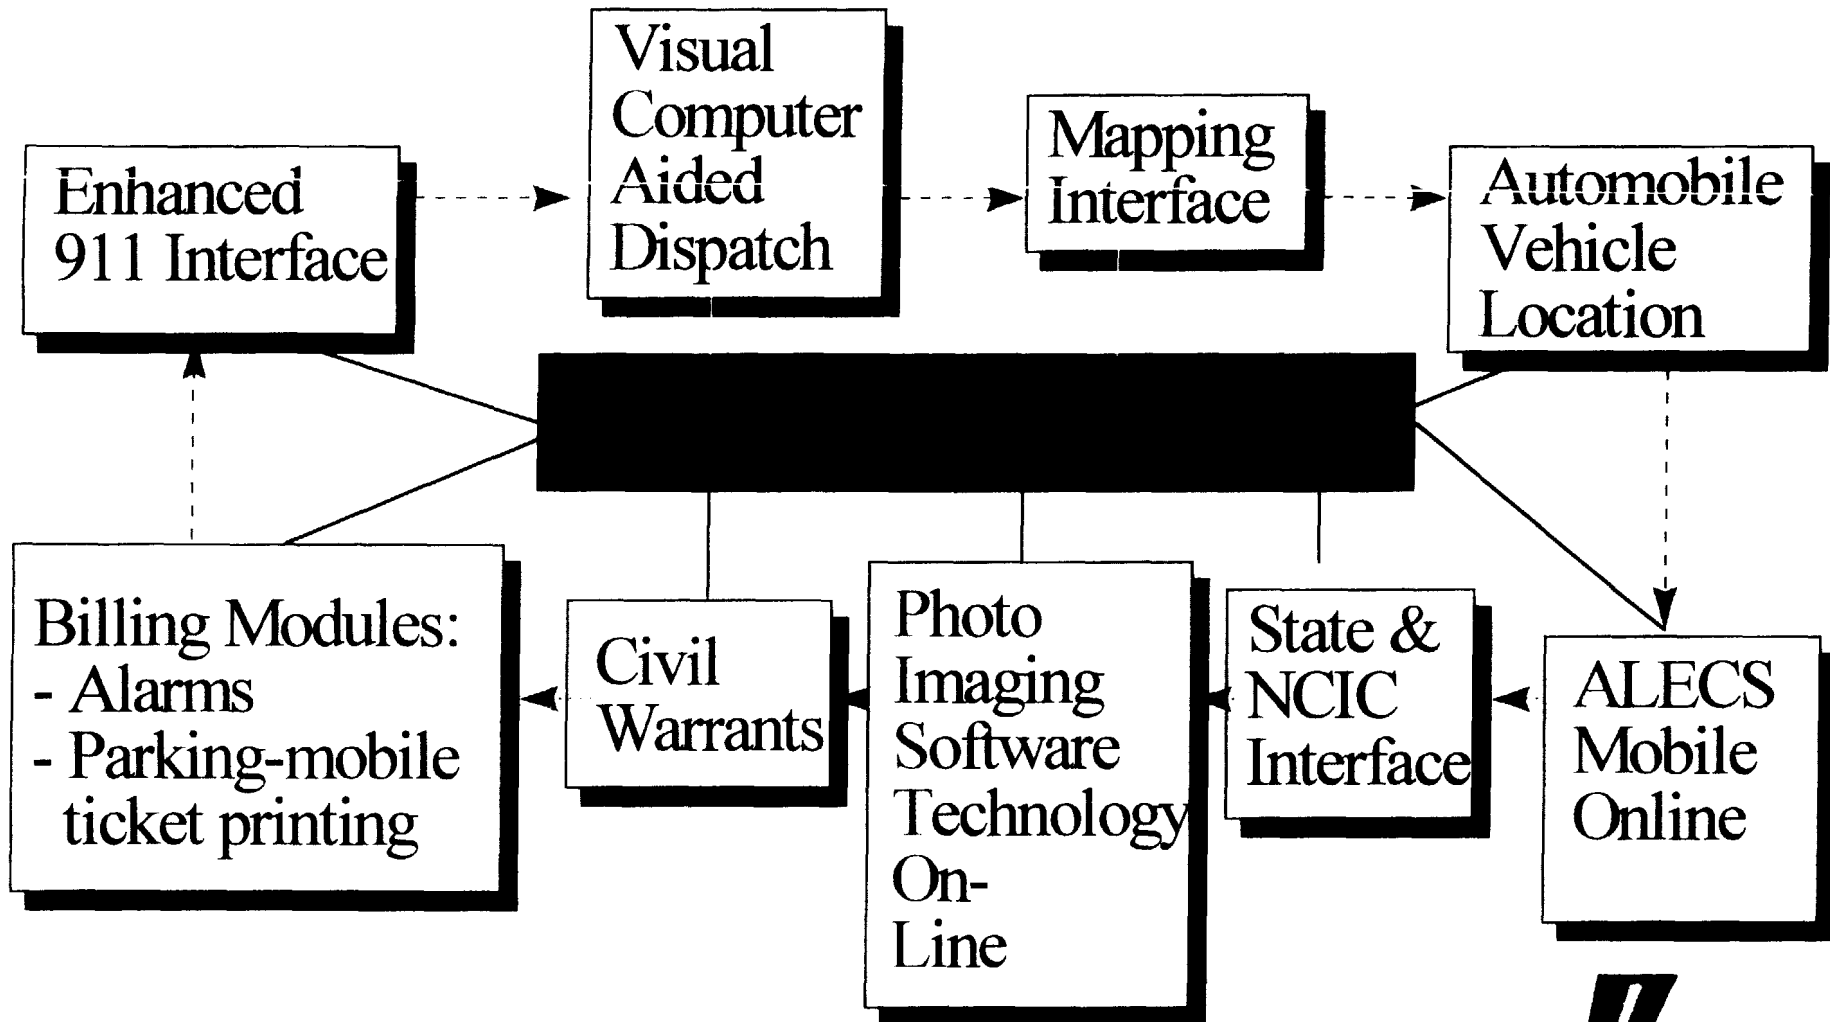 Enhanced
911 Interface
Visual
Computer
Aided
Dispatch
Mapping
Interface
Automobile
Vehicle
Location
Billing Modules:
- Alarms
- Parking-mobile
ticket printing
Civil
Warrants
Photo
Imaging
Software
Technology
On-
Line
State &
NCIC
Interface
ALECS
Mobile
Online